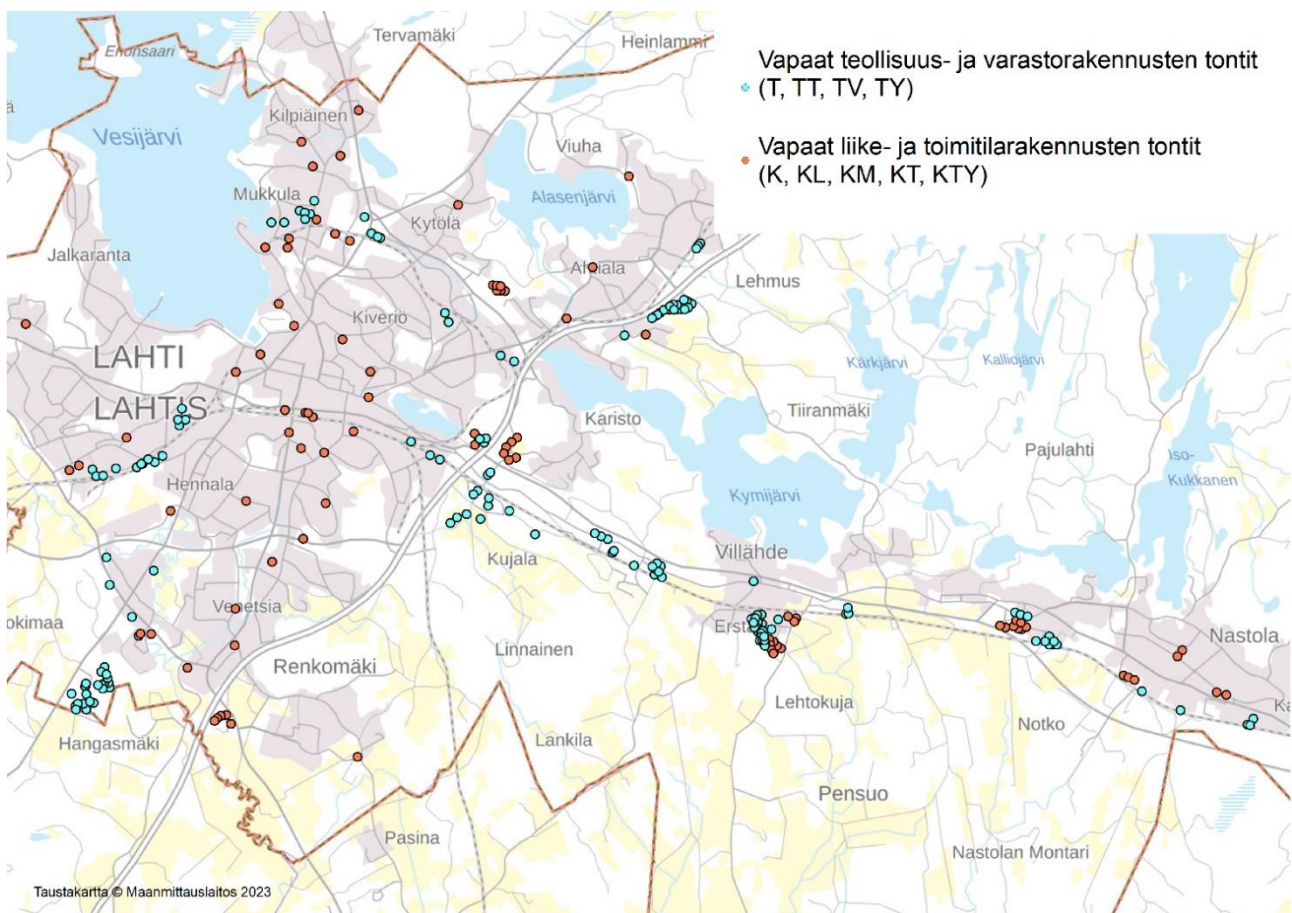 Tervamäki
Heinlammi
Enonsaari
Vapaat teollisuus- ja varastorakennusten tontit
(T, TT, TV, TY)
Vapaat liike- ja toimitilarakennusten tontit
(K, KL, KM, KT, KTY)
Kilpiäinen
Vesijärvi
Viuha
Mukkula
Alasenjärvi
Kytölä
Jalkaranta
Ahtiala
Lehmus
Kiveriö
LAHTI
LAHTIS
Kärkjärvi
Kalliojärvi
Karisto
Tiiranmäki
Pajulahti
Iso-
Kukkanen
Hennala
Kymijärvi
Kujala
Villähde
Venetsia
okimaa
Nastola
Linnainen
Renkomäki
Lehtokuja
Notko
Hangasmäki
Lankila
Pensuo
Pasina
Nastolan Montari
Taustakartta © Maanmittauslaitos 2023